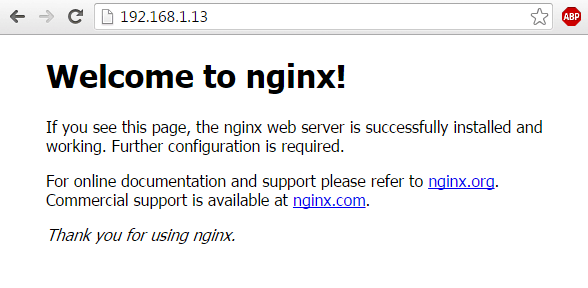 192.168.1.13
ABP
Welcome to nginx!
If you see this page, the nginx web server is successfully installed and
working. Further configuration is required.
For online documentation and support please refer to nginx.org.
Commercial support is available at nginx.com.
Thank you for using nginx.